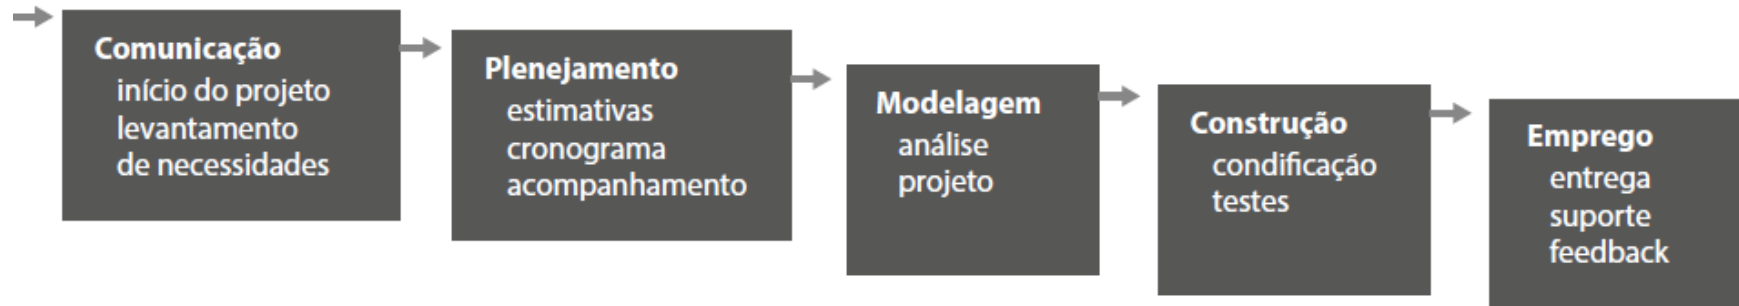 Comunicação
início do projeto
levantamento
de necessidades
Plenejamento
estimativas
cronograma
acompanhamento
Modelagem
análise
projeto
Construção
condificaçáo
testes
Emprego
entrega
suporte
feedback